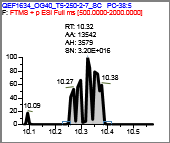 QEF1634_OG40_T5-250-2-7_SC PC-38:5
F: FTMS + p ESI Full ms [500.0000-2000.0000]
RT: 10.32
AA: 13542
AH: 3579
SN: 3.20E+016
100
80
60
40
20
0
10.09
10.27
10.38
10.1 10.2 10.3 10.4 10.5